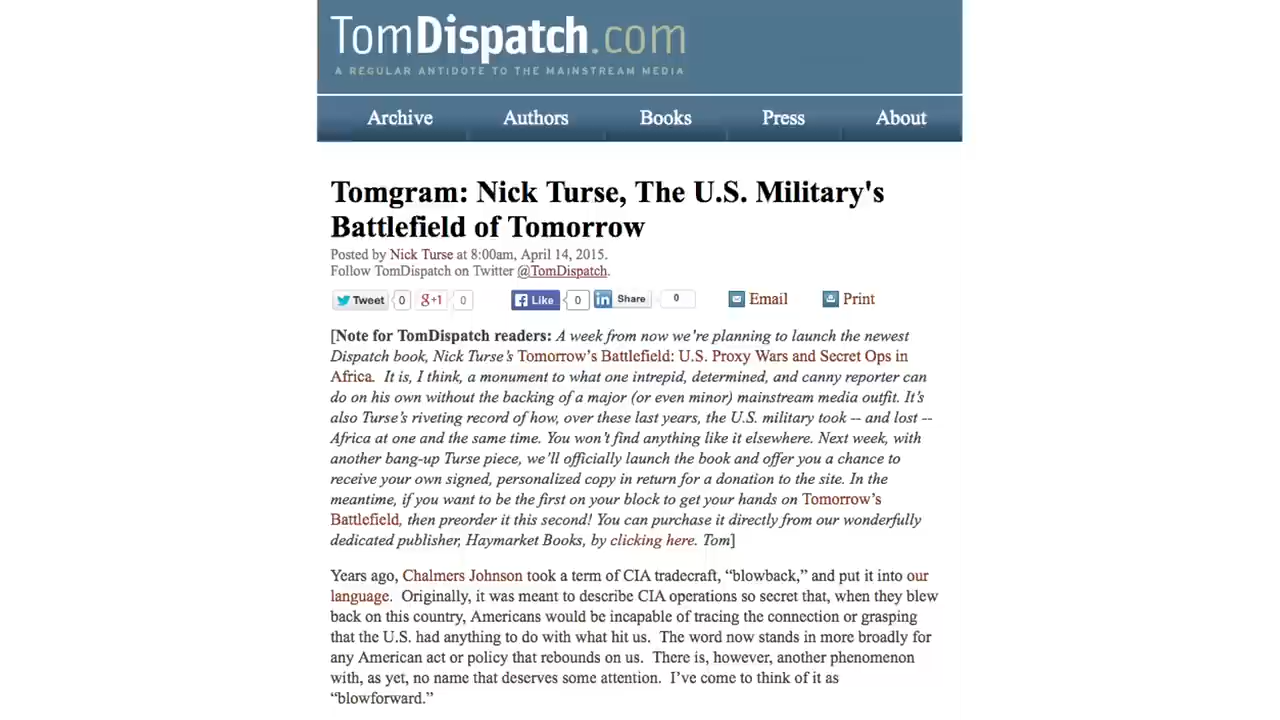 TomDispatch.com
A REGULAR ANTIDOTE TO THE MAINSTREAM MEDIA
Archive Authors Books Press About
Tomgram: Nick Turse, The U.S. Military's
Battlefield of Tomorrow
Posted by Nick Turse at 8:00am, April 14, 2015.
Follow TomDispatch on Twitter @TomDispatch.
Tweet 0 g+1 0 Like 0 in Share 0 Email Print
[Note for TomDispatch readers: A week from now we're planning to launch the newest
Dispatch book, Nick Turse's Tomorrow's Battlefield: U.S. Proxy Wars and Secret Ops in
Africa. It is, I think, a monument to what one intrepid, determined, and canny reporter can
do on his own without the backing of a major (or even minor) mainstream media outfit. It's
also Turse's riveting record of how, over these last years, the U.S. military took -- and lost --
Africa at one and the same time. You won't find anything like it elsewhere. Next week, with
another bang-up Turse piece, we'll officially launch the book and offer you a chance to
receive your own signed, personalized copy in return for a donation to the site. In the
meantime, if you want to be the first on your block to get your hands on Tomorrow's
Battlefield, then preorder it this second! You can purchase it directly from our wonderfully
dedicated publisher, Haymarket Books, by clicking here. Tom]
Years ago, Chalmers Johnson took a term of CIA tradecraft, “blowback,” and put it into our
language. Originally, it was meant to describe CIA operations so secret that, when they blew
back on this country, Americans would be incapable of tracing the connection or grasping
that the U.S. had anything to do with what hit us. The word now stands in more broadly for
any American act or policy that rebounds on us. There is, however, another phenomenon
with, as yet, no name that deserves some attention. I've come to think of it as
“blowforward.”